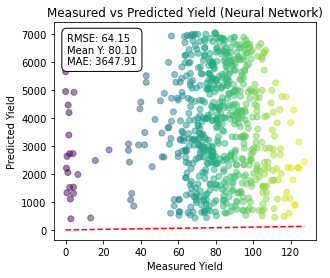 Measured vs Predicted Yield (Neural Network)
RMSE: 64.15
Mean Y: 80.10
MAE: 3647.91
7000
6000
5000
4000
3000
2000
1000
0
Predicted Yield
0 20 40 60 80 100 120
Measured Yield